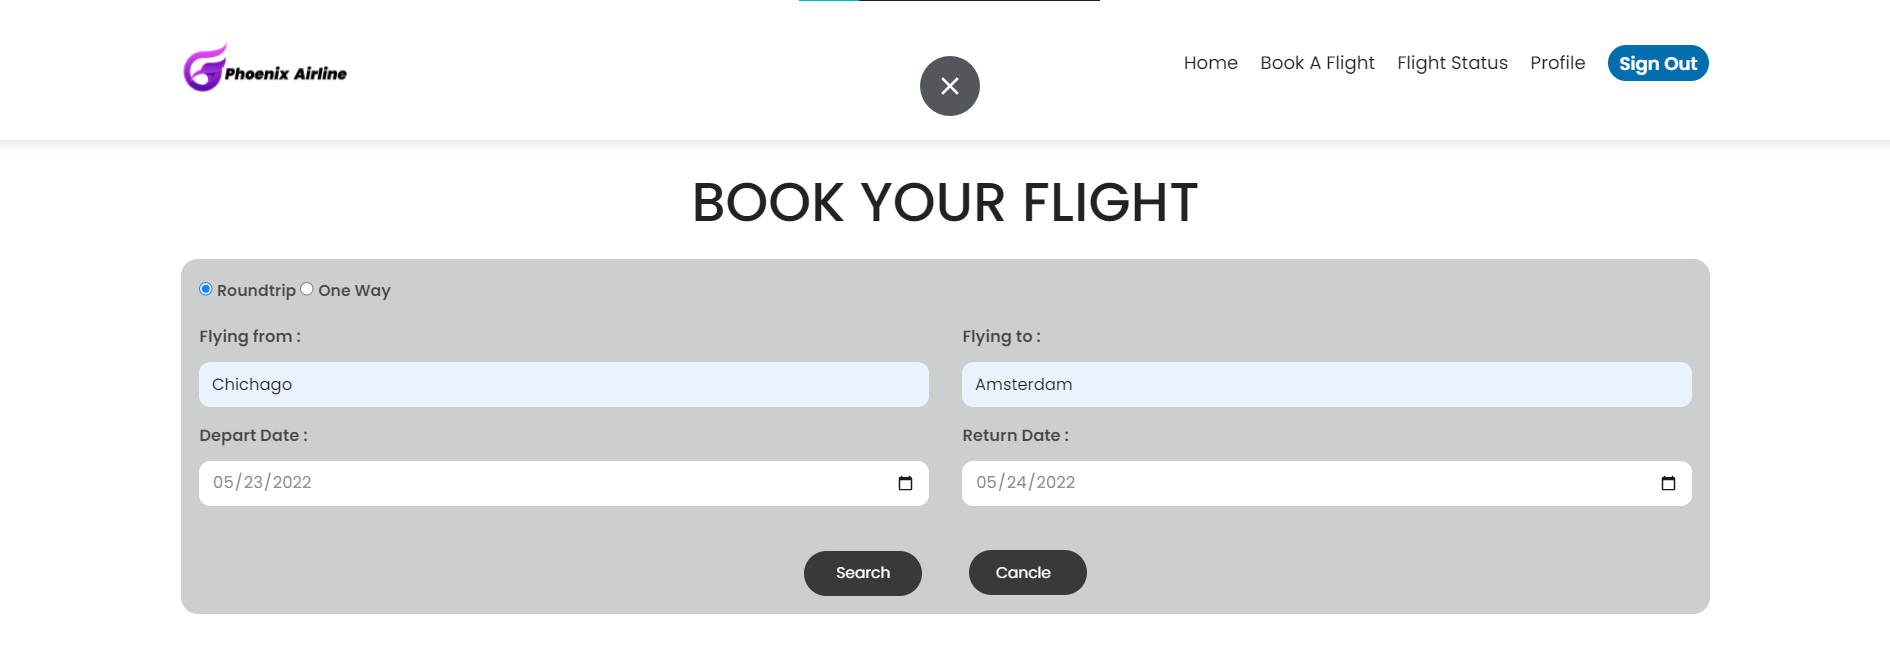 Phoenix Airline
Home Book A Flight Flight Status Profile Sign Out
BOOK YOUR FLIGHT
Roundtrip One Way
Flying from : Flying to :
Chichago Amsterdam
Depart Date : Return Date :
05/23/2022 05/24/2022
Search Cancle